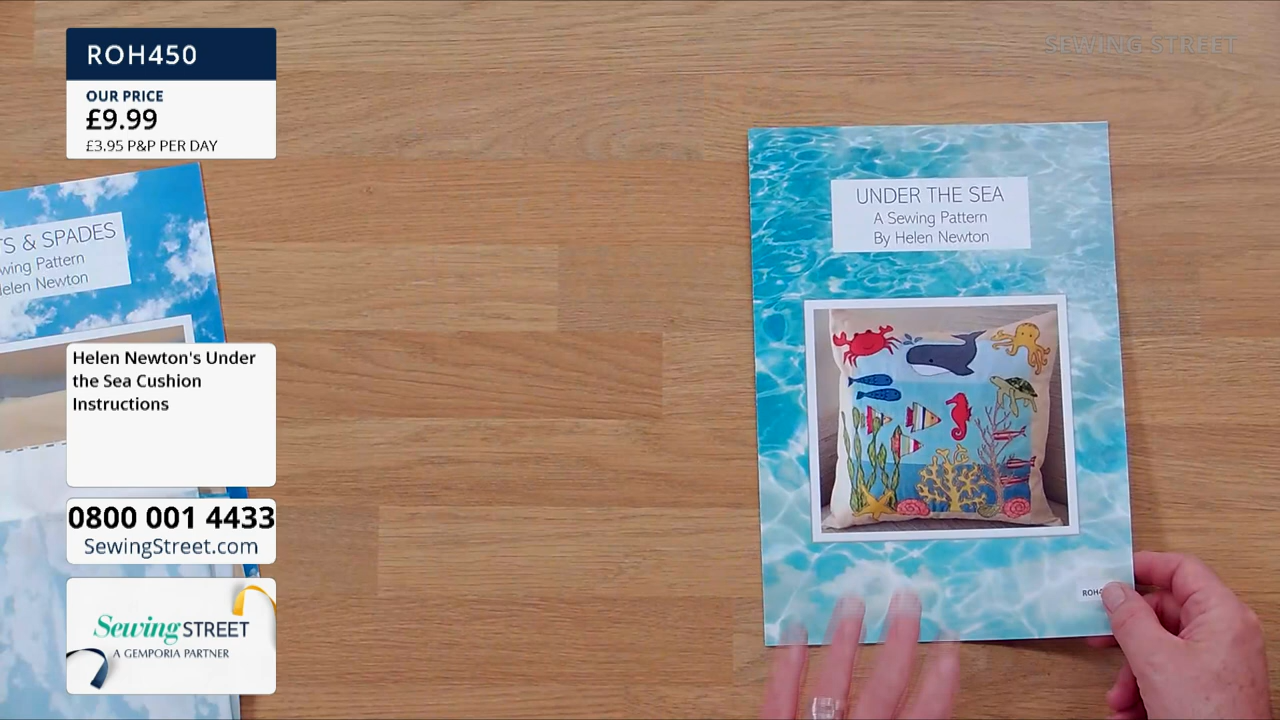 ROH450
OUR PRICE
£9.99
£3.95 P&P PER DAY
SEWING STREET
UNDER THE SEA
A Sewing Pattern
By Helen Newton
& SPADES
Pattern
Newton
Helen Newton's Under
the Sea Cushion
Instructions
0800 001 4433
SewingStreet.com
Sewing STREET
A GEMPORIA PARTNER